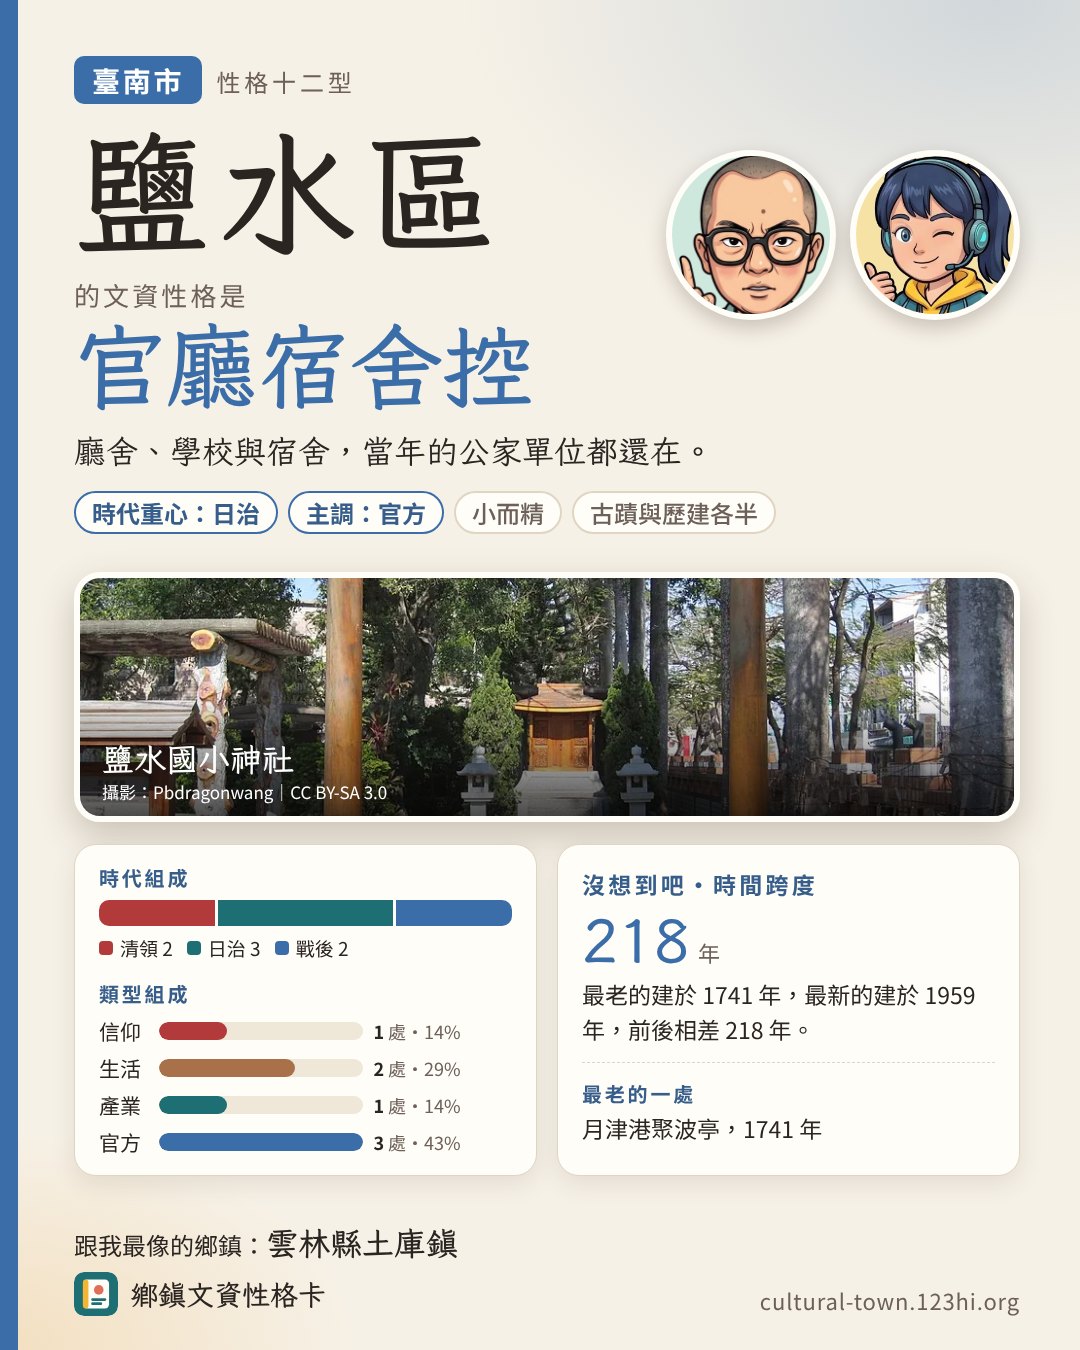 臺南市 性格十二型
鹽水區
的文資性格是
官廳宿舍控
廳舍、學校與宿舍，當年的公家單位都還在。
時代重心：日治 主調：官方 小而精 古蹟與歷建各半
鹽水國小神社
攝影：Pbdragonwang｜CC BY-SA 3.0
時代組成
清領 2 日治 3 戰後 2
類型組成
信仰 1 處・14%
生活 2 處・29%
產業 1 處・14%
官方 3 處・43%
沒想到吧・時間跨度
218 年
最老的建於 1741 年，最新的建於 1959
年，前後相差 218 年。
最老的一處
月津港聚波亭，1741 年
跟我最像的鄉鎮：雲林縣土庫鎮
鄉鎮文資性格卡
cultural-town.123hi.org